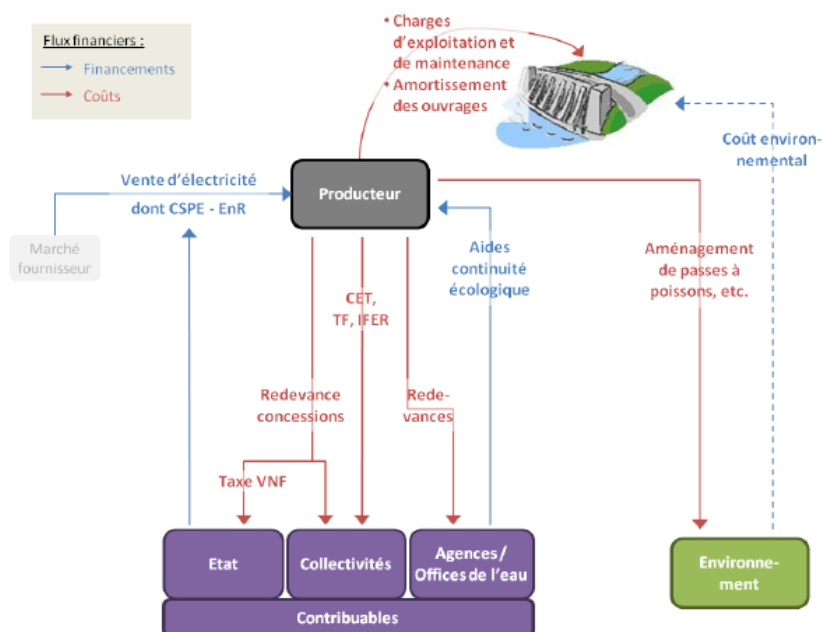 Flux financiers :
Financements
Coûts
• Charges
d'exploitation et
de maintenance
• Amortissement
des ouvrages
Coût environ-
nemental
Vente d'électricité
dont CSPE - EnR
Producteur
Marché
fournisseur
Aides
continuité
écologique
Aménagement
de passes à
poissons, etc.
CET,
TF, IFER
Redevance
concessions
Rede-
vances
Taxe VNF
Etat
Collectivités
Agences /
Offices de l'eau
Contribuables
Environne-
ment